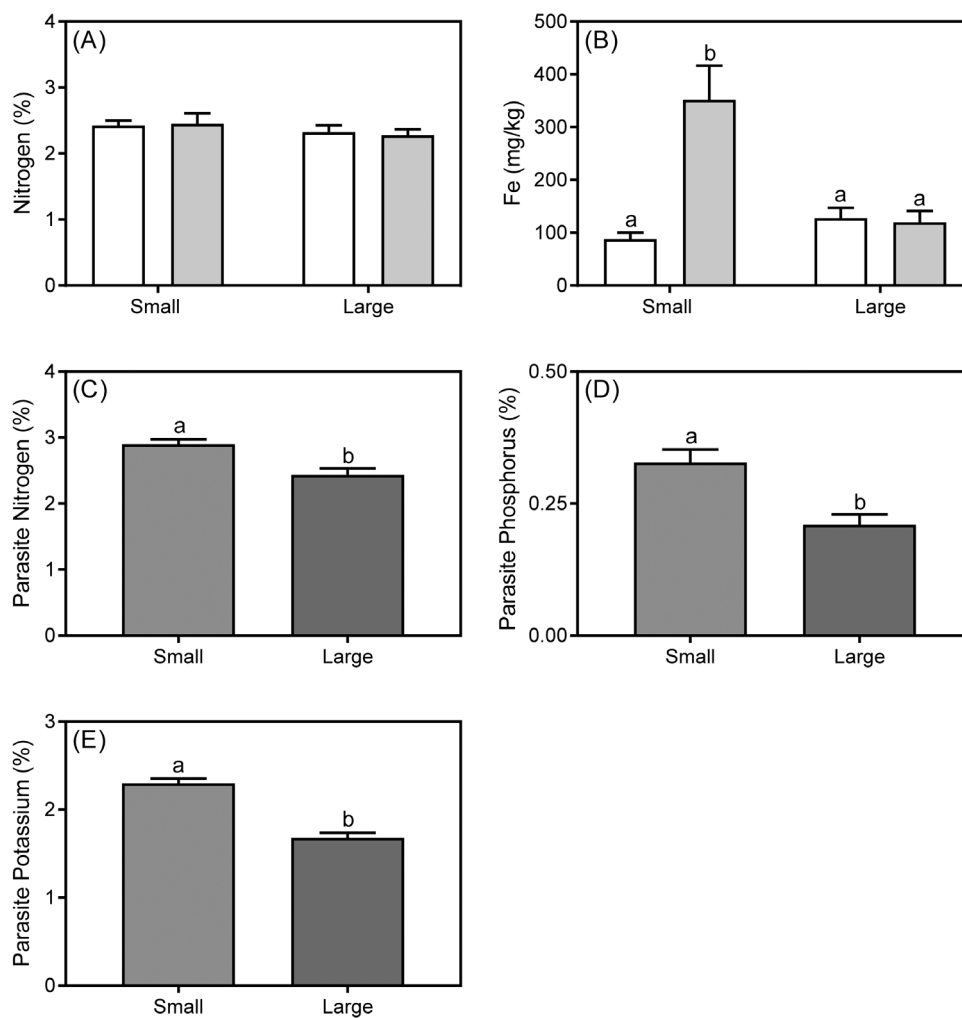 (A)
Nitrogen (%)
4
3
2
1
0
Small
Large
(B)
Fe (mg/kg)
500
400
300
200
100
0
a
b
a
a
Small
Large
(C)
Parasite Nitrogen (%)
4
3
2
1
0
a
b
Small
Large
(D)
Parasite Phosphorus (%)
0.50
0.25
0.00
a
b
Small
Large
(E)
Parasite Potassium (%)
3
2
1
0
a
b
Small
Large